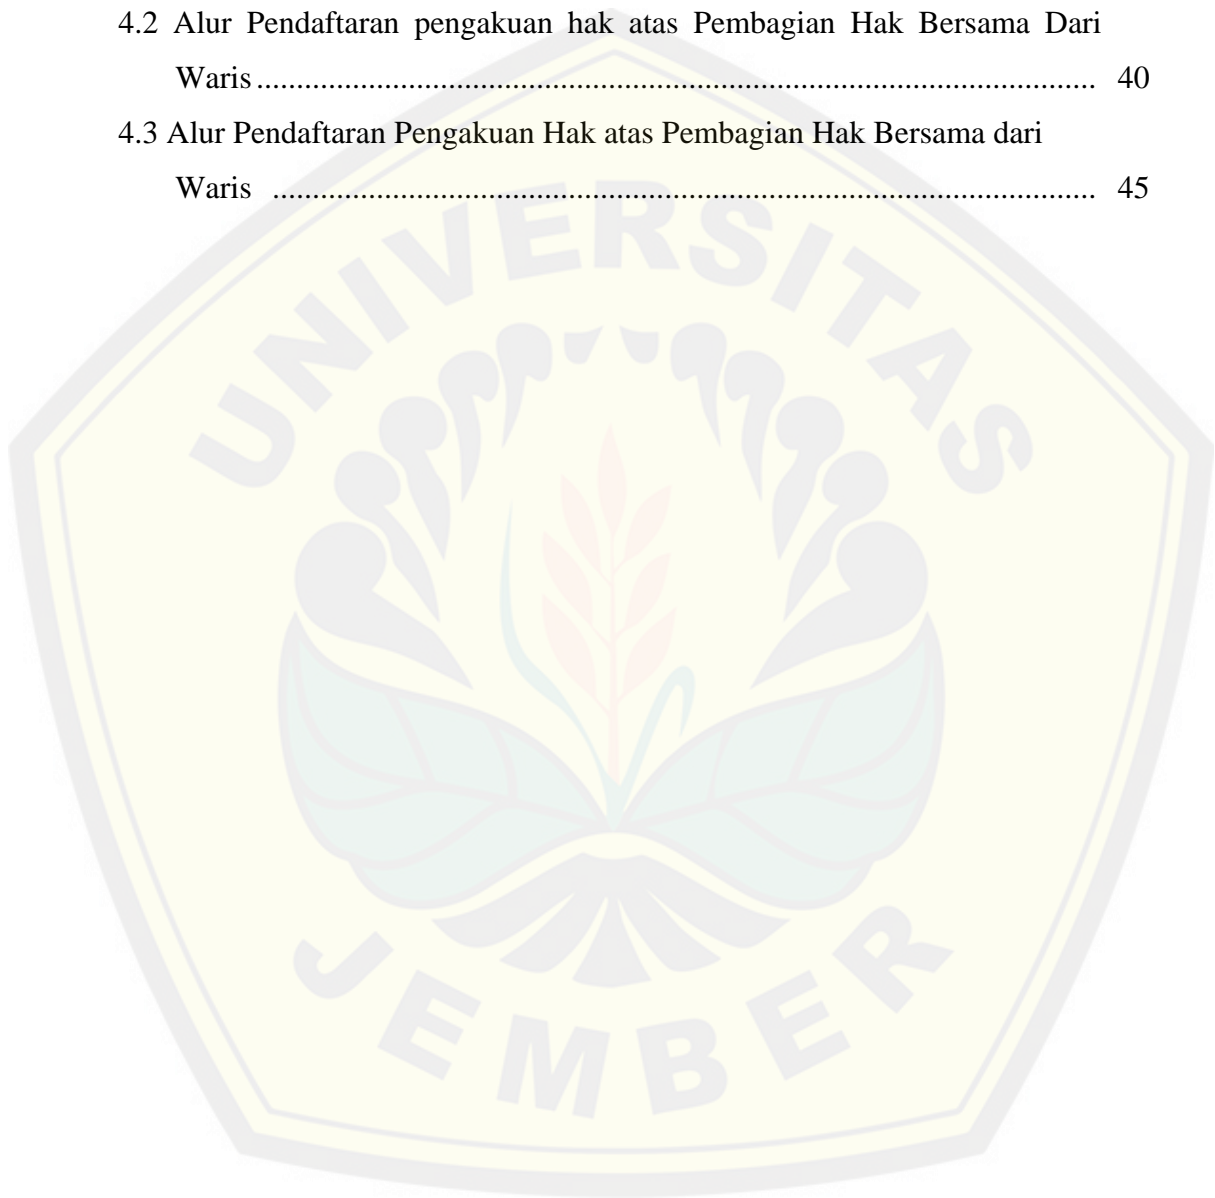 4.2 Alur Pendaftaran pengakuan hak atas Pembagian Hak Bersama Dari
Waris ........................................................................................................ 40
4.3 Alur Pendaftaran Pengakuan Hak atas Pembagian Hak Bersama dari
Waris ...................................................................................................... 45
UNIVERSITAS
JEMBER